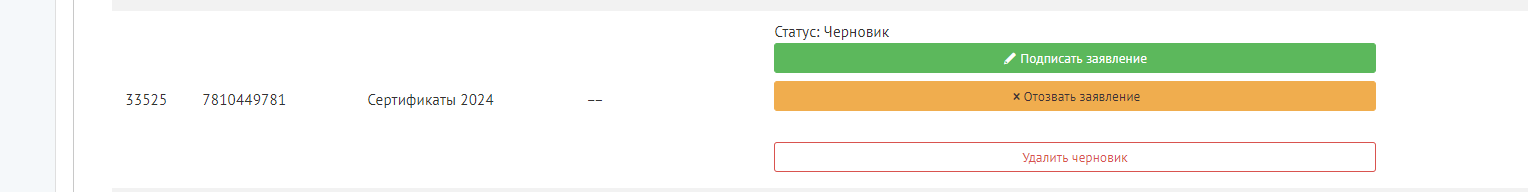 Статус: Черновик
Подписать заявление
33525 7810449781 Сертификаты 2024 −−
× Отозвать заявление
Удалить черновик